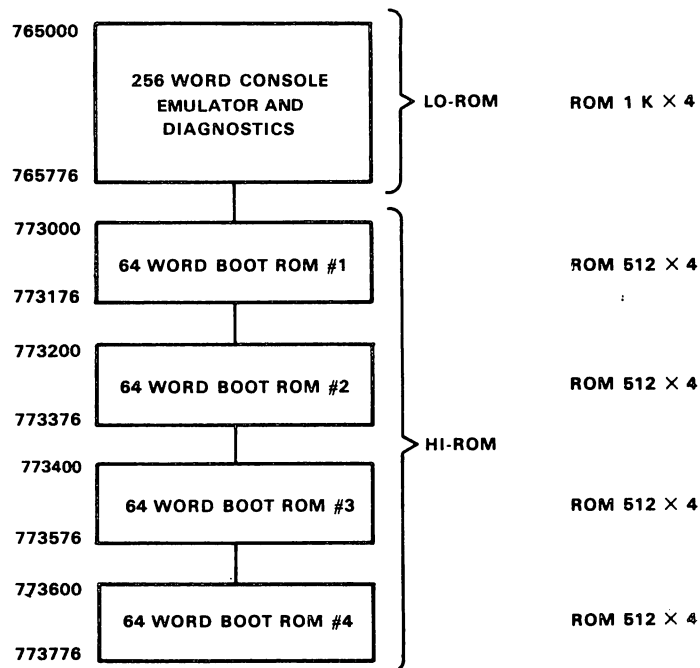 765000
256 WORD CONSOLE
EMULATOR AND
DIAGNOSTICS
LO-ROM
ROM 1 K × 4
765776
773000
64 WORD BOOT ROM #1
ROM 512 × 4
773176
773200
64 WORD BOOT ROM #2
ROM 512 × 4
773376
HI-ROM
773400
64 WORD BOOT ROM #3
ROM 512 × 4
773576
773600
64 WORD BOOT ROM #4
ROM 512 × 4
773776